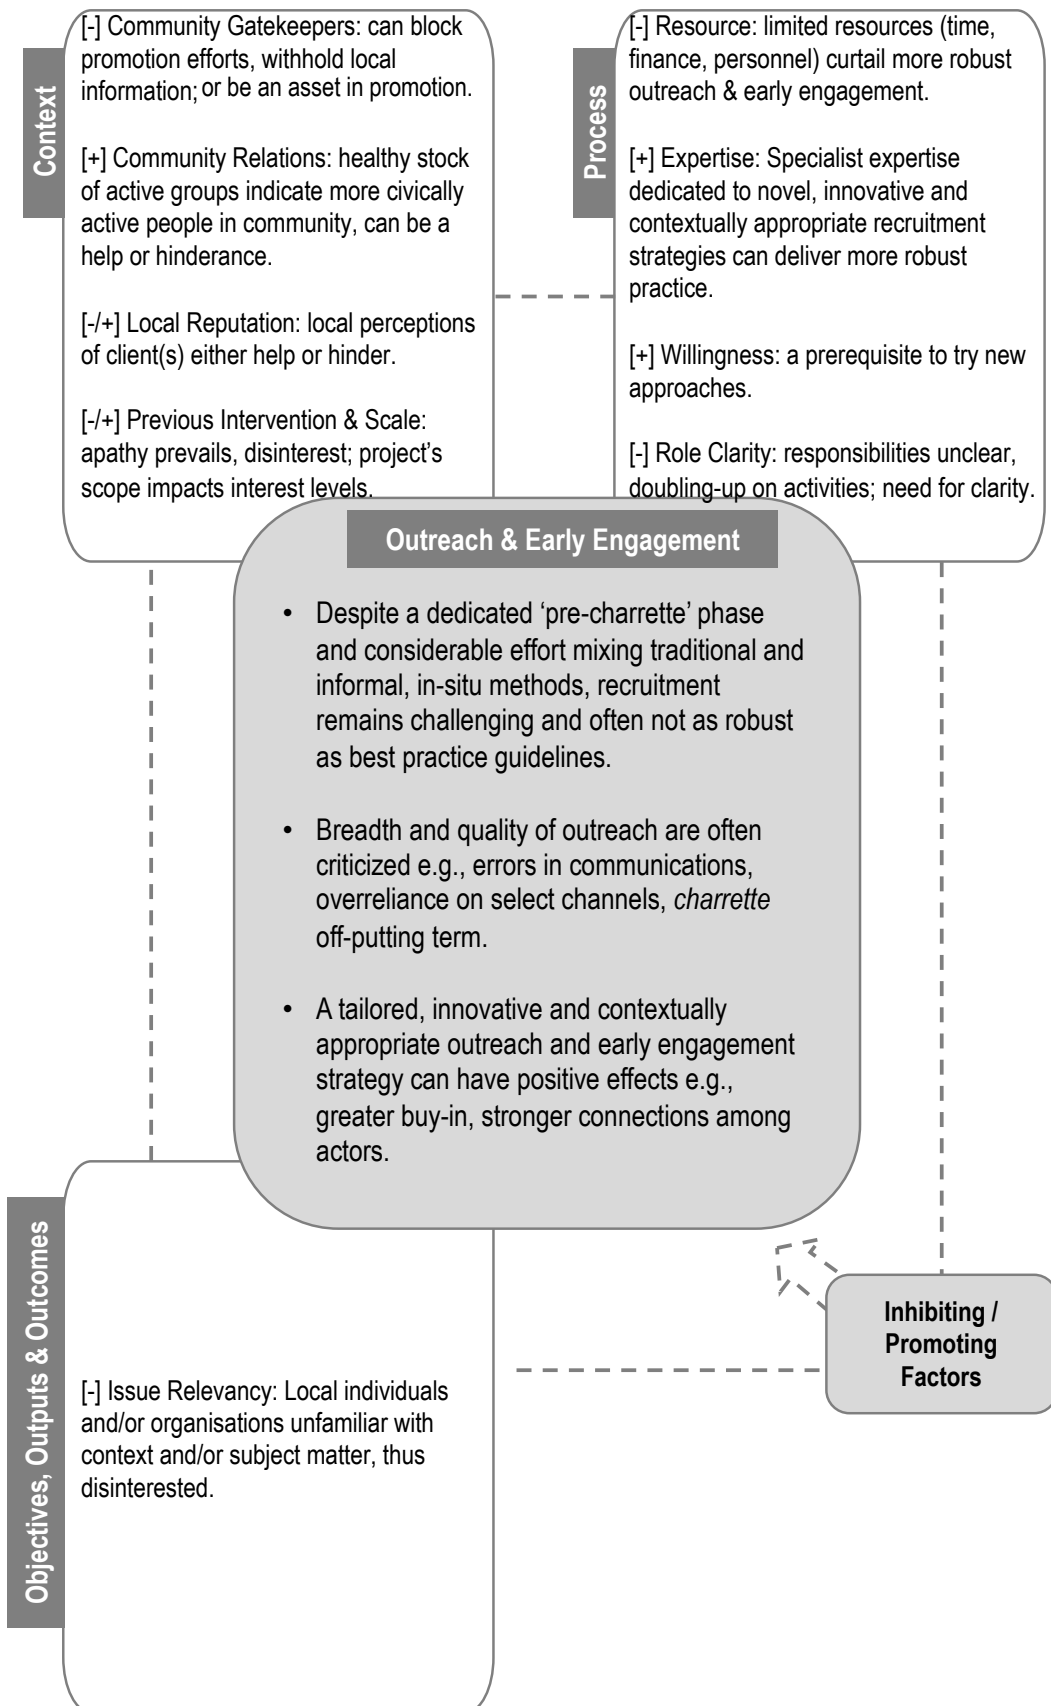 Context
[-] Community Gatekeepers: can block
promotion efforts, withhold local
information; or be an asset in promotion.
[+] Community Relations: healthy stock
of active groups indicate more civically
active people in community, can be a
help or hinderance.
[-/+] Local Reputation: local perceptions
of client(s) either help or hinder.
[-/+] Previous Intervention & Scale:
apathy prevails, disinterest; project's
scope impacts interest levels.
Process
[-] Resource: limited resources (time,
finance, personnel) curtail more robust
outreach & early engagement.
[+] Expertise: Specialist expertise
dedicated to novel, innovative and
contextually appropriate recruitment
strategies can deliver more robust
practice.
[+] Willingness: a prerequisite to try new
approaches.
[-] Role Clarity: responsibilities unclear,
doubling-up on activities; need for clarity.
Outreach & Early Engagement
• Despite a dedicated ‘pre-charrette’ phase
and considerable effort mixing traditional and
informal, in-situ methods, recruitment
remains challenging and often not as robust
as best practice guidelines.
• Breadth and quality of outreach are often
criticized e.g., errors in communications,
overreliance on select channels, charrette
off-putting term.
• A tailored, innovative and contextually
appropriate outreach and early engagement
strategy can have positive effects e.g.,
greater buy-in, stronger connections among
actors.
Objectives, Outputs & Outcomes
[-] Issue Relevancy: Local individuals
and/or organisations unfamiliar with
context and/or subject matter, thus
disinterested.
Inhibiting /
Promoting
Factors